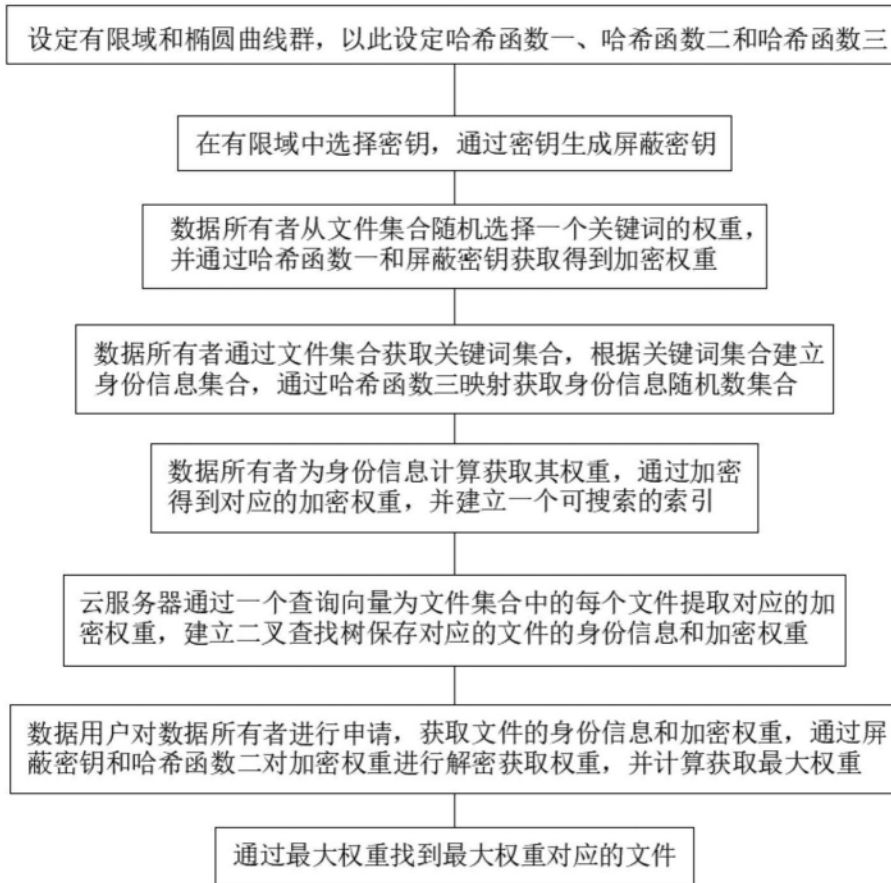 设定有限域和椭圆曲线群，以此设定哈希函数一、哈希函数二和哈希函数三
在有限域中选择密钥，通过密钥生成屏蔽密钥
数据所有者从文件集合随机选择一个关键词的权重，
并通过哈希函数一和屏蔽密钥获取得到加密权重
数据所有者通过文件集合获取关键词集合，根据关键词集合建立
身份信息集合，通过哈希函数三映射获取身份信息随机数集合
数据所有者为身份信息计算获取其权重，通过加密
得到对应的加密权重，并建立一个可搜索的索引
云服务器通过一个查询向量为文件集合中的每个文件提取对应的加
密权重，建立二叉查找树保存对应的文件的身份信息和加密权重
数据用户对数据所有者进行申请，获取文件的身份信息和加密权重，通过屏
蔽密钥和哈希函数二对加密权重进行解密获取权重，并计算获取最大权重
通过最大权重找到最大权重对应的文件